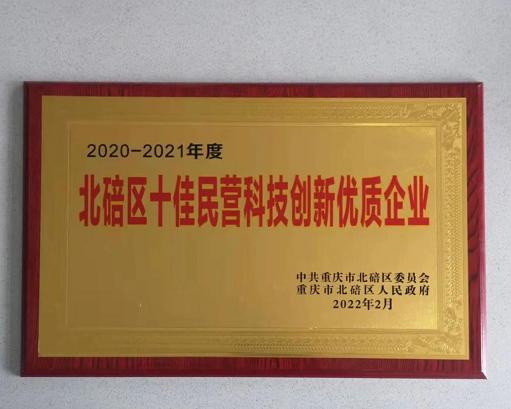 2020-2021年度
北碚区十佳民营科技创新优质企业
中共重庆市北碚区委员会
重庆市北碚区人民政府
2022年2月